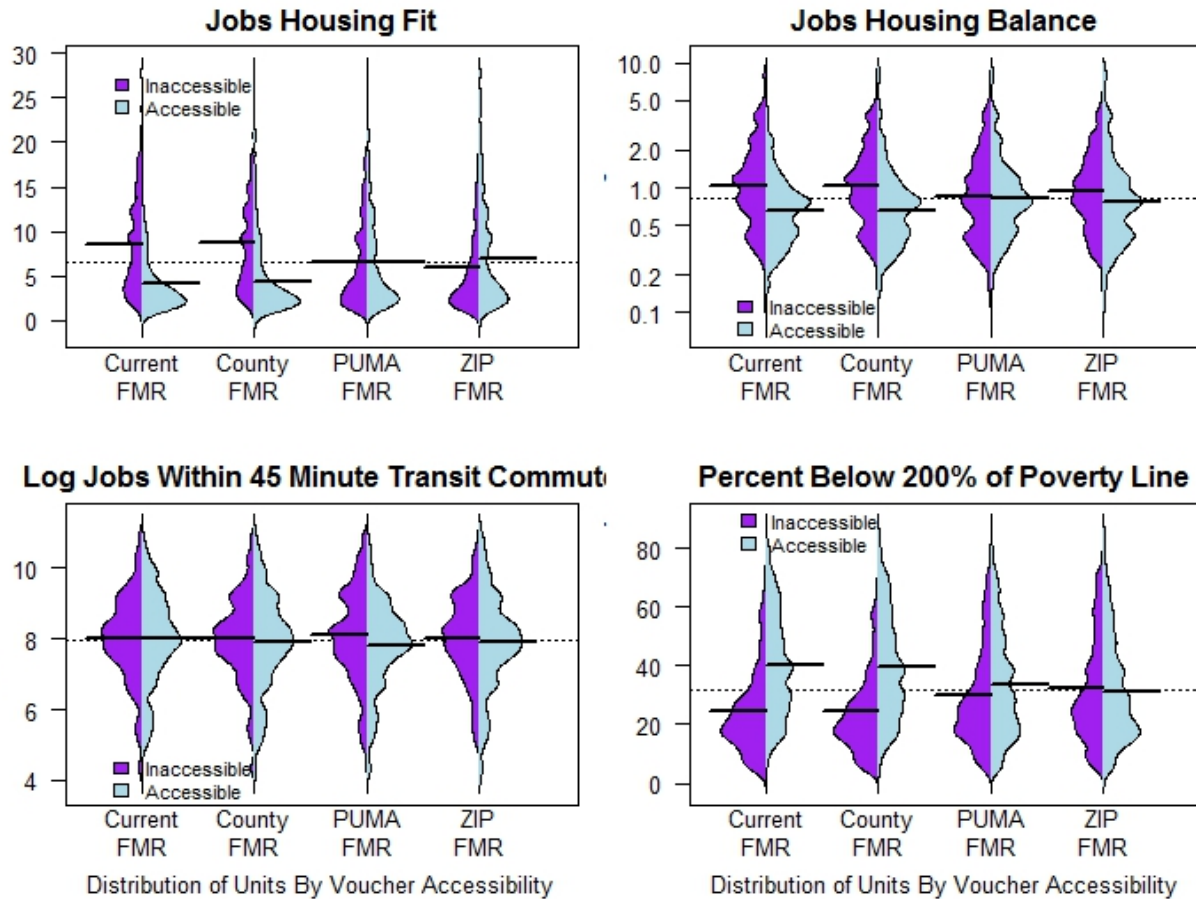 Jobs Housing Fit
30
25
20
15
10
5
0
Inaccessible
Accessible
Current FMR
County FMR
PUMA FMR
ZIP FMR
Jobs Housing Balance
10.0
5.0
2.0
1.0
0.5
0.2
0.1
Inaccessible
Accessible
Current FMR
County FMR
PUMA FMR
ZIP FMR
Log Jobs Within 45 Minute Transit Commute
10
8
6
4
Inaccessible
Accessible
Current FMR
County FMR
PUMA FMR
ZIP FMR
Distribution of Units By Voucher Accessibility
Percent Below 200% of Poverty Line
80
60
40
20
0
Inaccessible
Accessible
Current FMR
County FMR
PUMA FMR
ZIP FMR
Distribution of Units By Voucher Accessibility